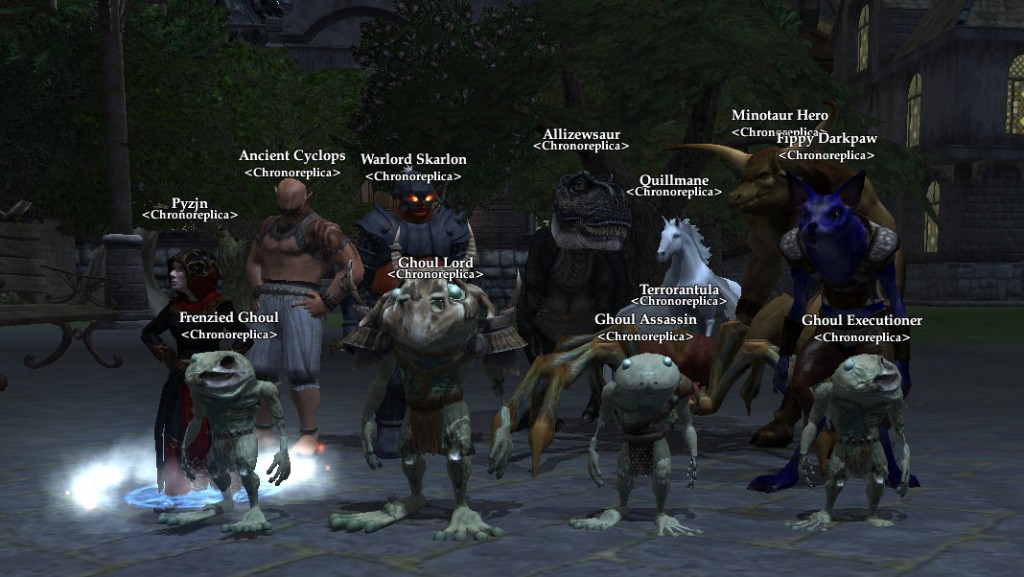 Minotaur Hero
<Chronoreplica>
Allizewsaur
<Chronoreplica>
Fippy Darkpaw
<Chronoreplica>
Ancient Cyclops
<Chronoreplica>
Warlord Skarlon
<Chronoreplica>
Quillmane
<Chronoreplica>
Pyzjn
<Chronoreplica>
Ghoul Lord
<Chronoreplica>
Terrorantula
<Chronoreplica>
Frenzied Ghoul
<Chronoreplica>
Ghoul Assassin
<Chronoreplica>
Ghoul Executioner
<Chronoreplica>